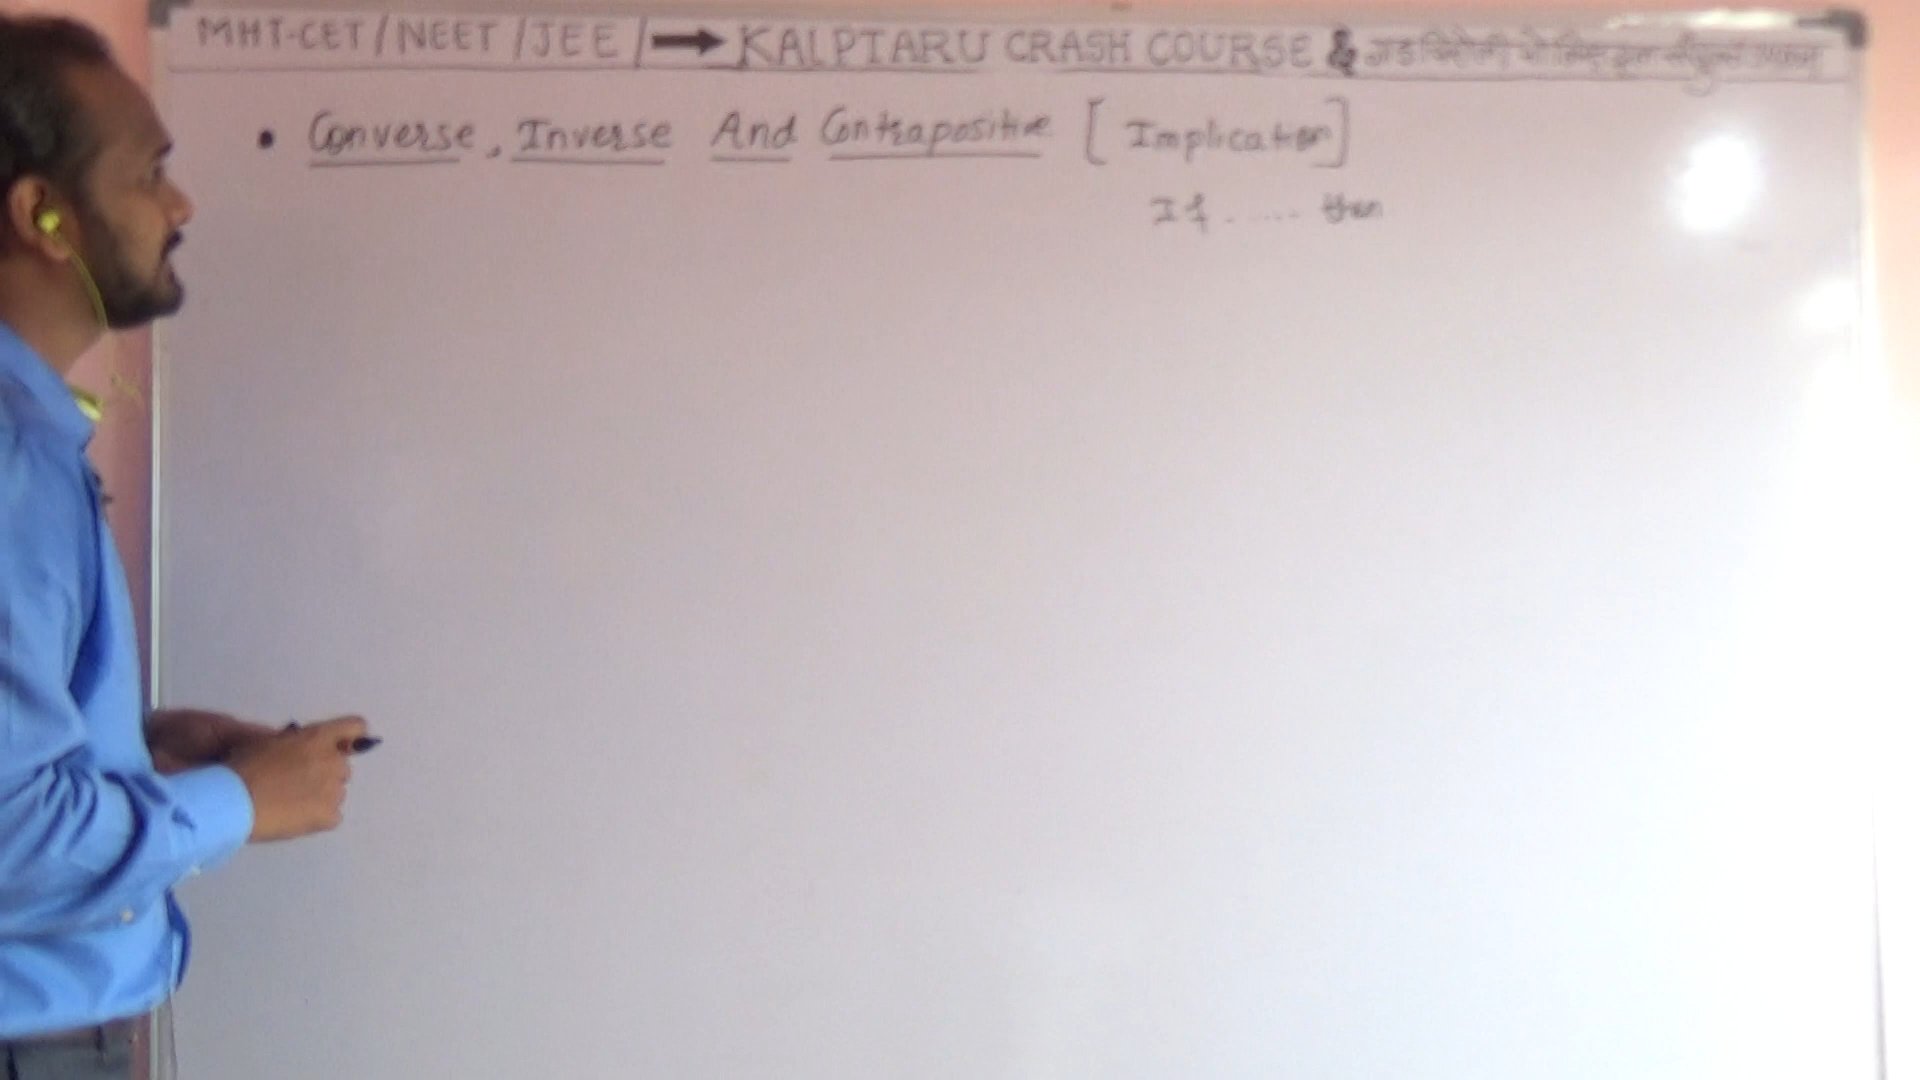 MHT-CET / NEET / JEE / → KALPTARU CRASH COURSE &
• Converse, Inverse And Contrapositive [ Implication ]
If ..... then